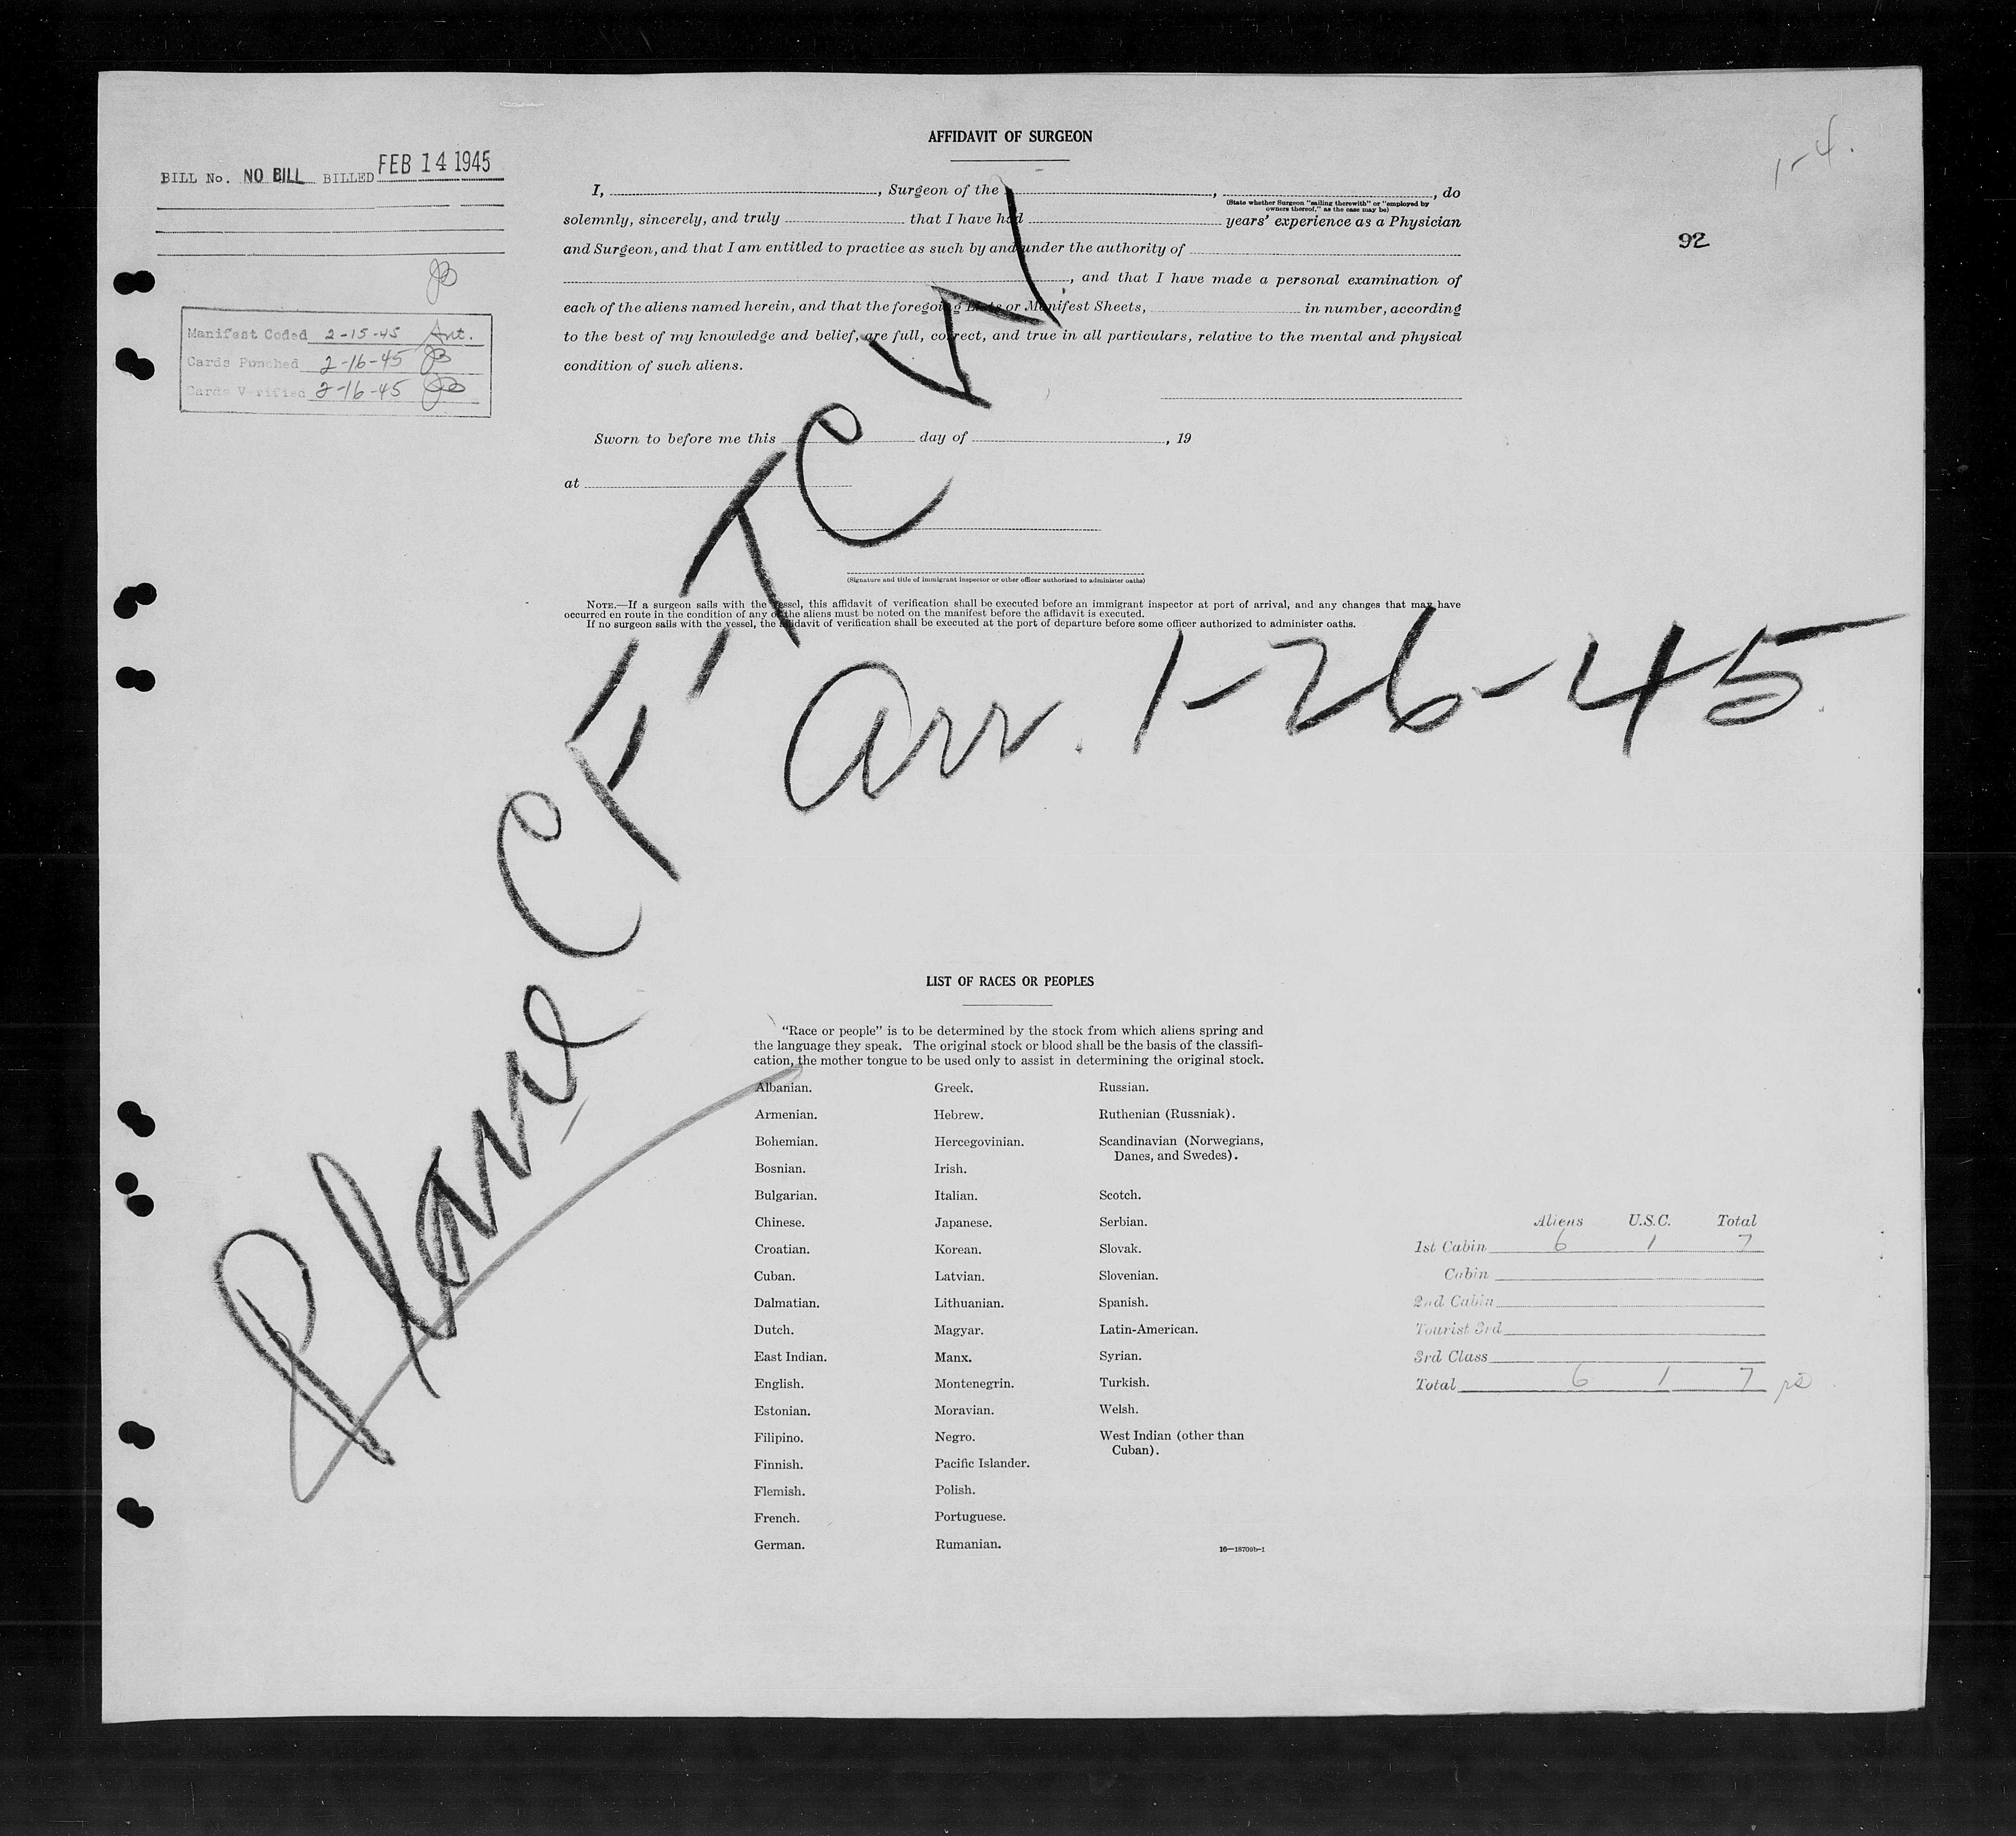 AFFIDAVIT OF SURGEON
1-4.
BILL No. NO BILL BILLED FEB 14 1945
92
I, , Surgeon of the , , do
(State whether Surgeon "sailing therewith" or "employed by
owners thereof," as the case may be)
solemnly, sincerely, and truly that I have had years' experience as a Physician
and Surgeon, and that I am entitled to practice as such by and under the authority of
, and that I have made a personal examination of
each of the aliens named herein, and that the foregoing Lists or Manifest Sheets, in number, according
to the best of my knowledge and belief, are full, correct, and true in all particulars, relative to the mental and physical
condition of such aliens.
JB
Manifest Coded 2-15-45 Ant.
Cards Punched 2-16-45 JB
Cards Verified 2-16-45
Sworn to before me this day of , 19
at
(Signature and title of immigrant inspector or other officer authorized to administer oaths)
NOTE.—If a surgeon sails with the vessel, this affidavit of verification shall be executed before an immigrant inspector at port of arrival, and any changes that may have
occurred en route in the condition of any of the aliens must be noted on the manifest before the affidavit is executed.
If no surgeon sails with the vessel, the affidavit of verification shall be executed at the port of departure before some officer authorized to administer oaths.
Plane CF-TCW
arr. 1-26-45
LIST OF RACES OR PEOPLES
"Race or people" is to be determined by the stock from which aliens spring and
the language they speak. The original stock or blood shall be the basis of the classifi-
cation, the mother tongue to be used only to assist in determining the original stock.
Albanian.
Armenian.
Bohemian.
Bosnian.
Bulgarian.
Chinese.
Croatian.
Cuban.
Dalmatian.
Dutch.
East Indian.
English.
Estonian.
Filipino.
Finnish.
Flemish.
French.
German.
Greek.
Hebrew.
Hercegovinian.
Irish.
Italian.
Japanese.
Korean.
Latvian.
Lithuanian.
Magyar.
Manx.
Montenegrin.
Moravian.
Negro.
Pacific Islander.
Polish.
Portuguese.
Rumanian.
Russian.
Ruthenian (Russniak).
Scandinavian (Norwegians,
Danes, and Swedes).
Scotch.
Serbian.
Slovak.
Slovenian.
Spanish.
Latin-American.
Syrian.
Turkish.
Welsh.
West Indian (other than
Cuban).
16—18709b-1
Aliens U.S.C. Total
1st Cabin 6 1 7
Cabin
2nd Cabin
Tourist 3rd
3rd Class
Total 6 1 7